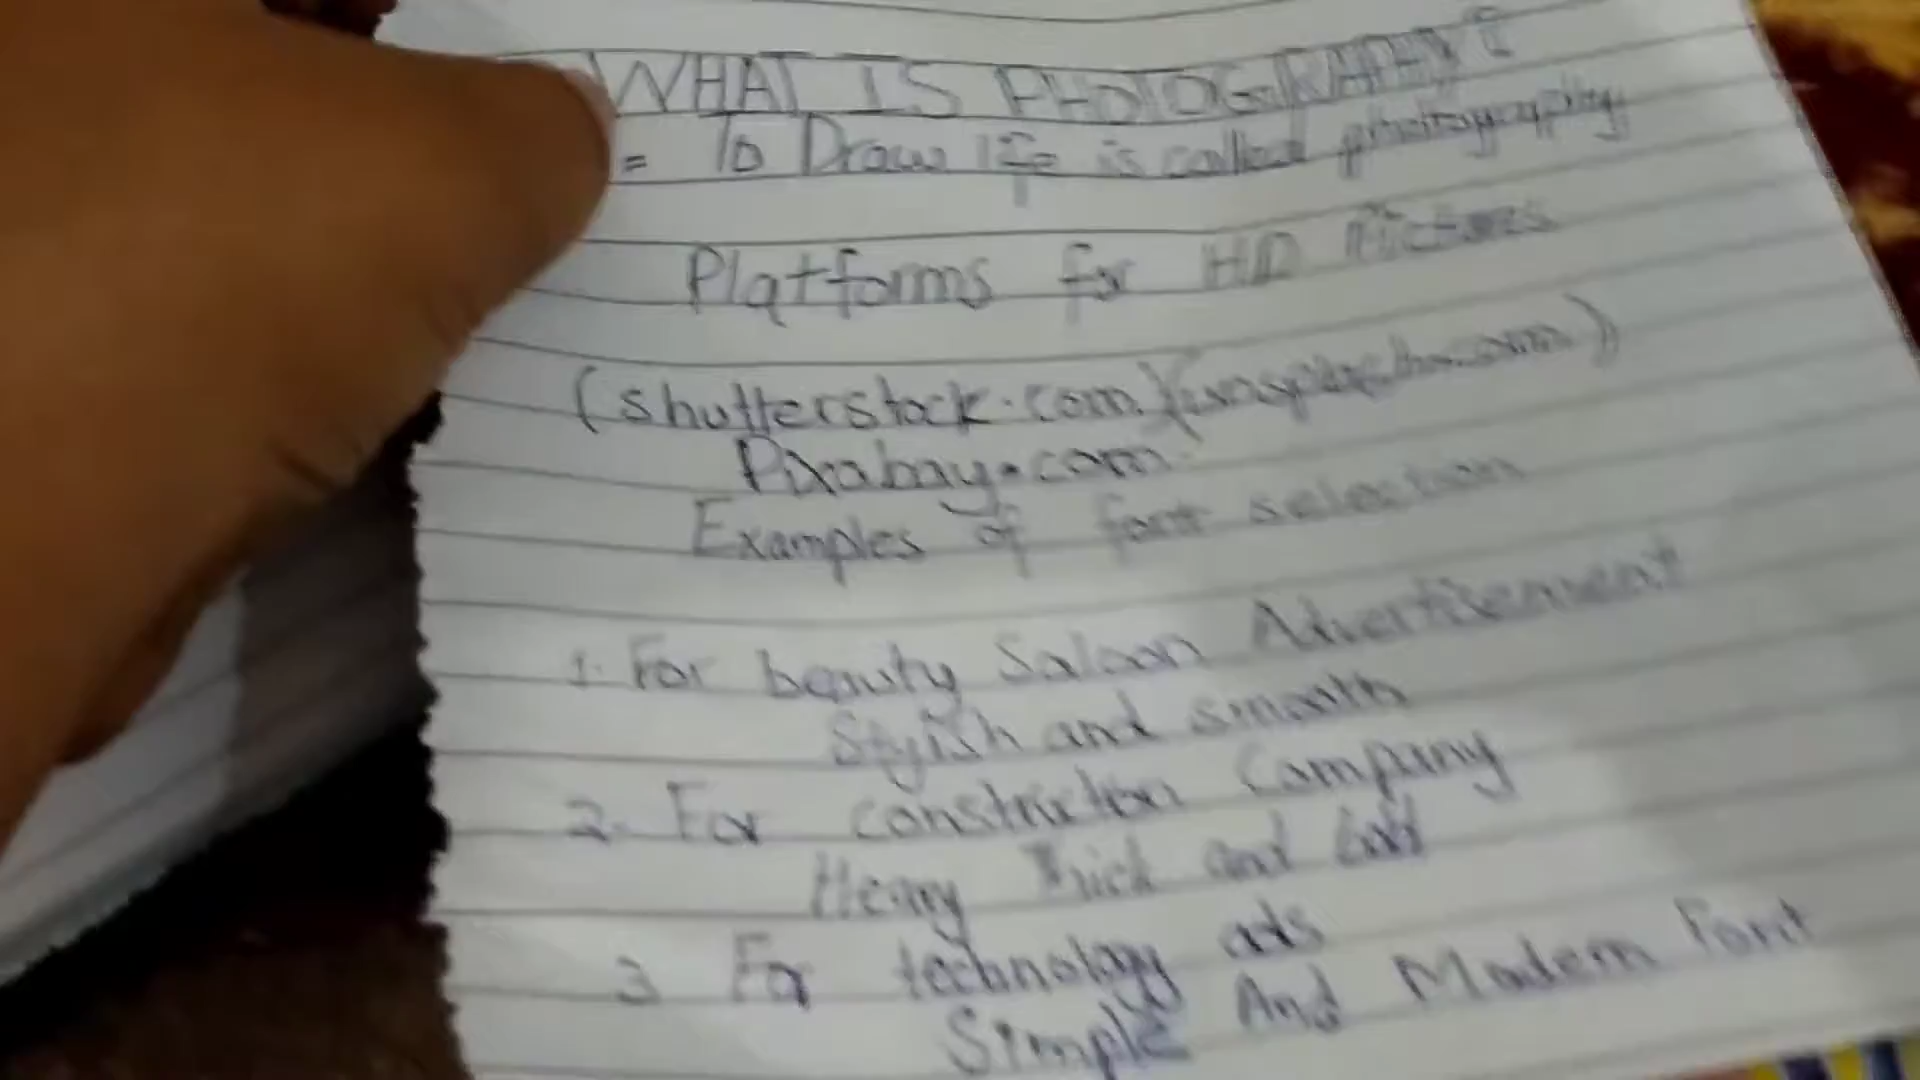 WHAT IS PHOTOGRAPHY?
= To Draw life is called photography
Platforms for HD Pictures
(shutterstock.com)(unsplash.com)
Pixabay.com
Examples of font selection
1. For beauty Saloon Advertisement
Stylish and smooth
2. For construction Company
Heavy Thick and bold
3 For technology ads
Simple And Modern Font